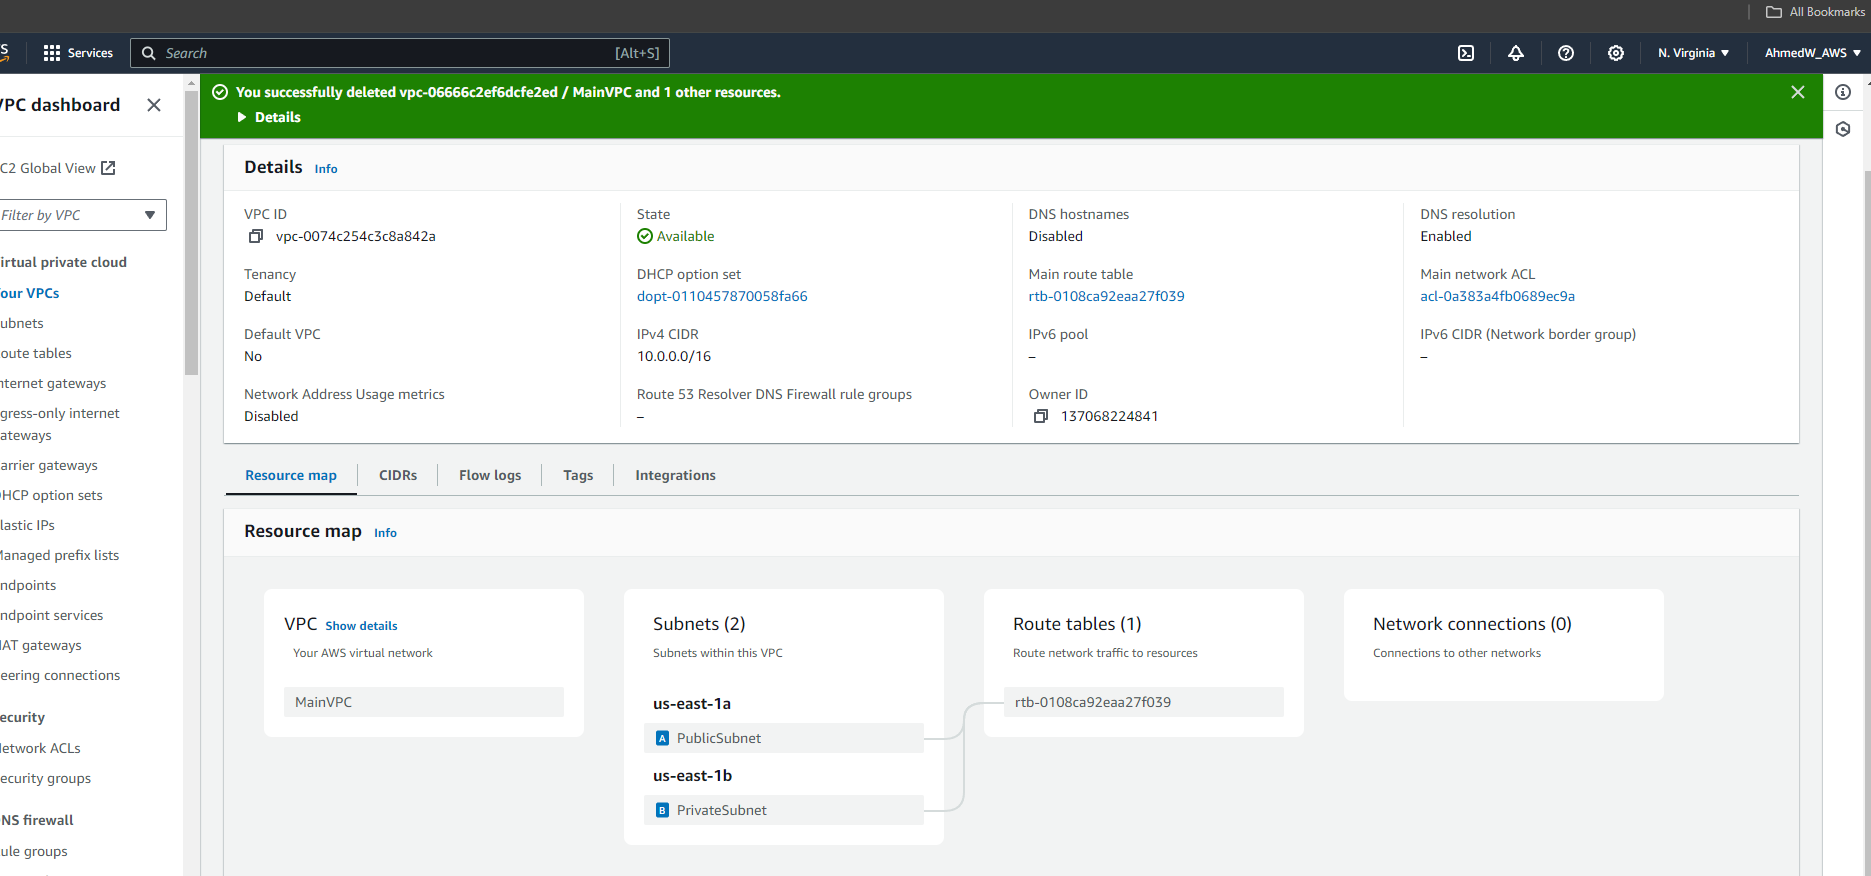 All Bookmarks
Services
Search
[Alt+S]
N. Virginia
AhmedW_AWS
VPC dashboard
C2 Global View
Filter by VPC
irtual private cloud
our VPCs
ubnets
oute tables
nternet gateways
gress-only internet
ateways
arrier gateways
HCP option sets
lastic IPs
anaged prefix lists
ndpoints
ndpoint services
AT gateways
eering connections
ecurity
etwork ACLs
ecurity groups
NS firewall
ule groups
You successfully deleted vpc-06666c2ef6dcfe2ed / MainVPC and 1 other resources.
Details
Details Info
VPC ID
vpc-0074c254c3c8a842a
State
Available
DNS hostnames
Disabled
DNS resolution
Enabled
Tenancy
Default
DHCP option set
dopt-0110457870058fa66
Main route table
rtb-0108ca92eaa27f039
Main network ACL
acl-0a383a4fb0689ec9a
Default VPC
No
IPv4 CIDR
10.0.0.0/16
IPv6 pool
–
IPv6 CIDR (Network border group)
–
Network Address Usage metrics
Disabled
Route 53 Resolver DNS Firewall rule groups
–
Owner ID
137068224841
Resource map
CIDRs
Flow logs
Tags
Integrations
Resource map Info
VPC Show details
Your AWS virtual network
MainVPC
Subnets (2)
Subnets within this VPC
us-east-1a
A PublicSubnet
us-east-1b
B PrivateSubnet
Route tables (1)
Route network traffic to resources
rtb-0108ca92eaa27f039
Network connections (0)
Connections to other networks